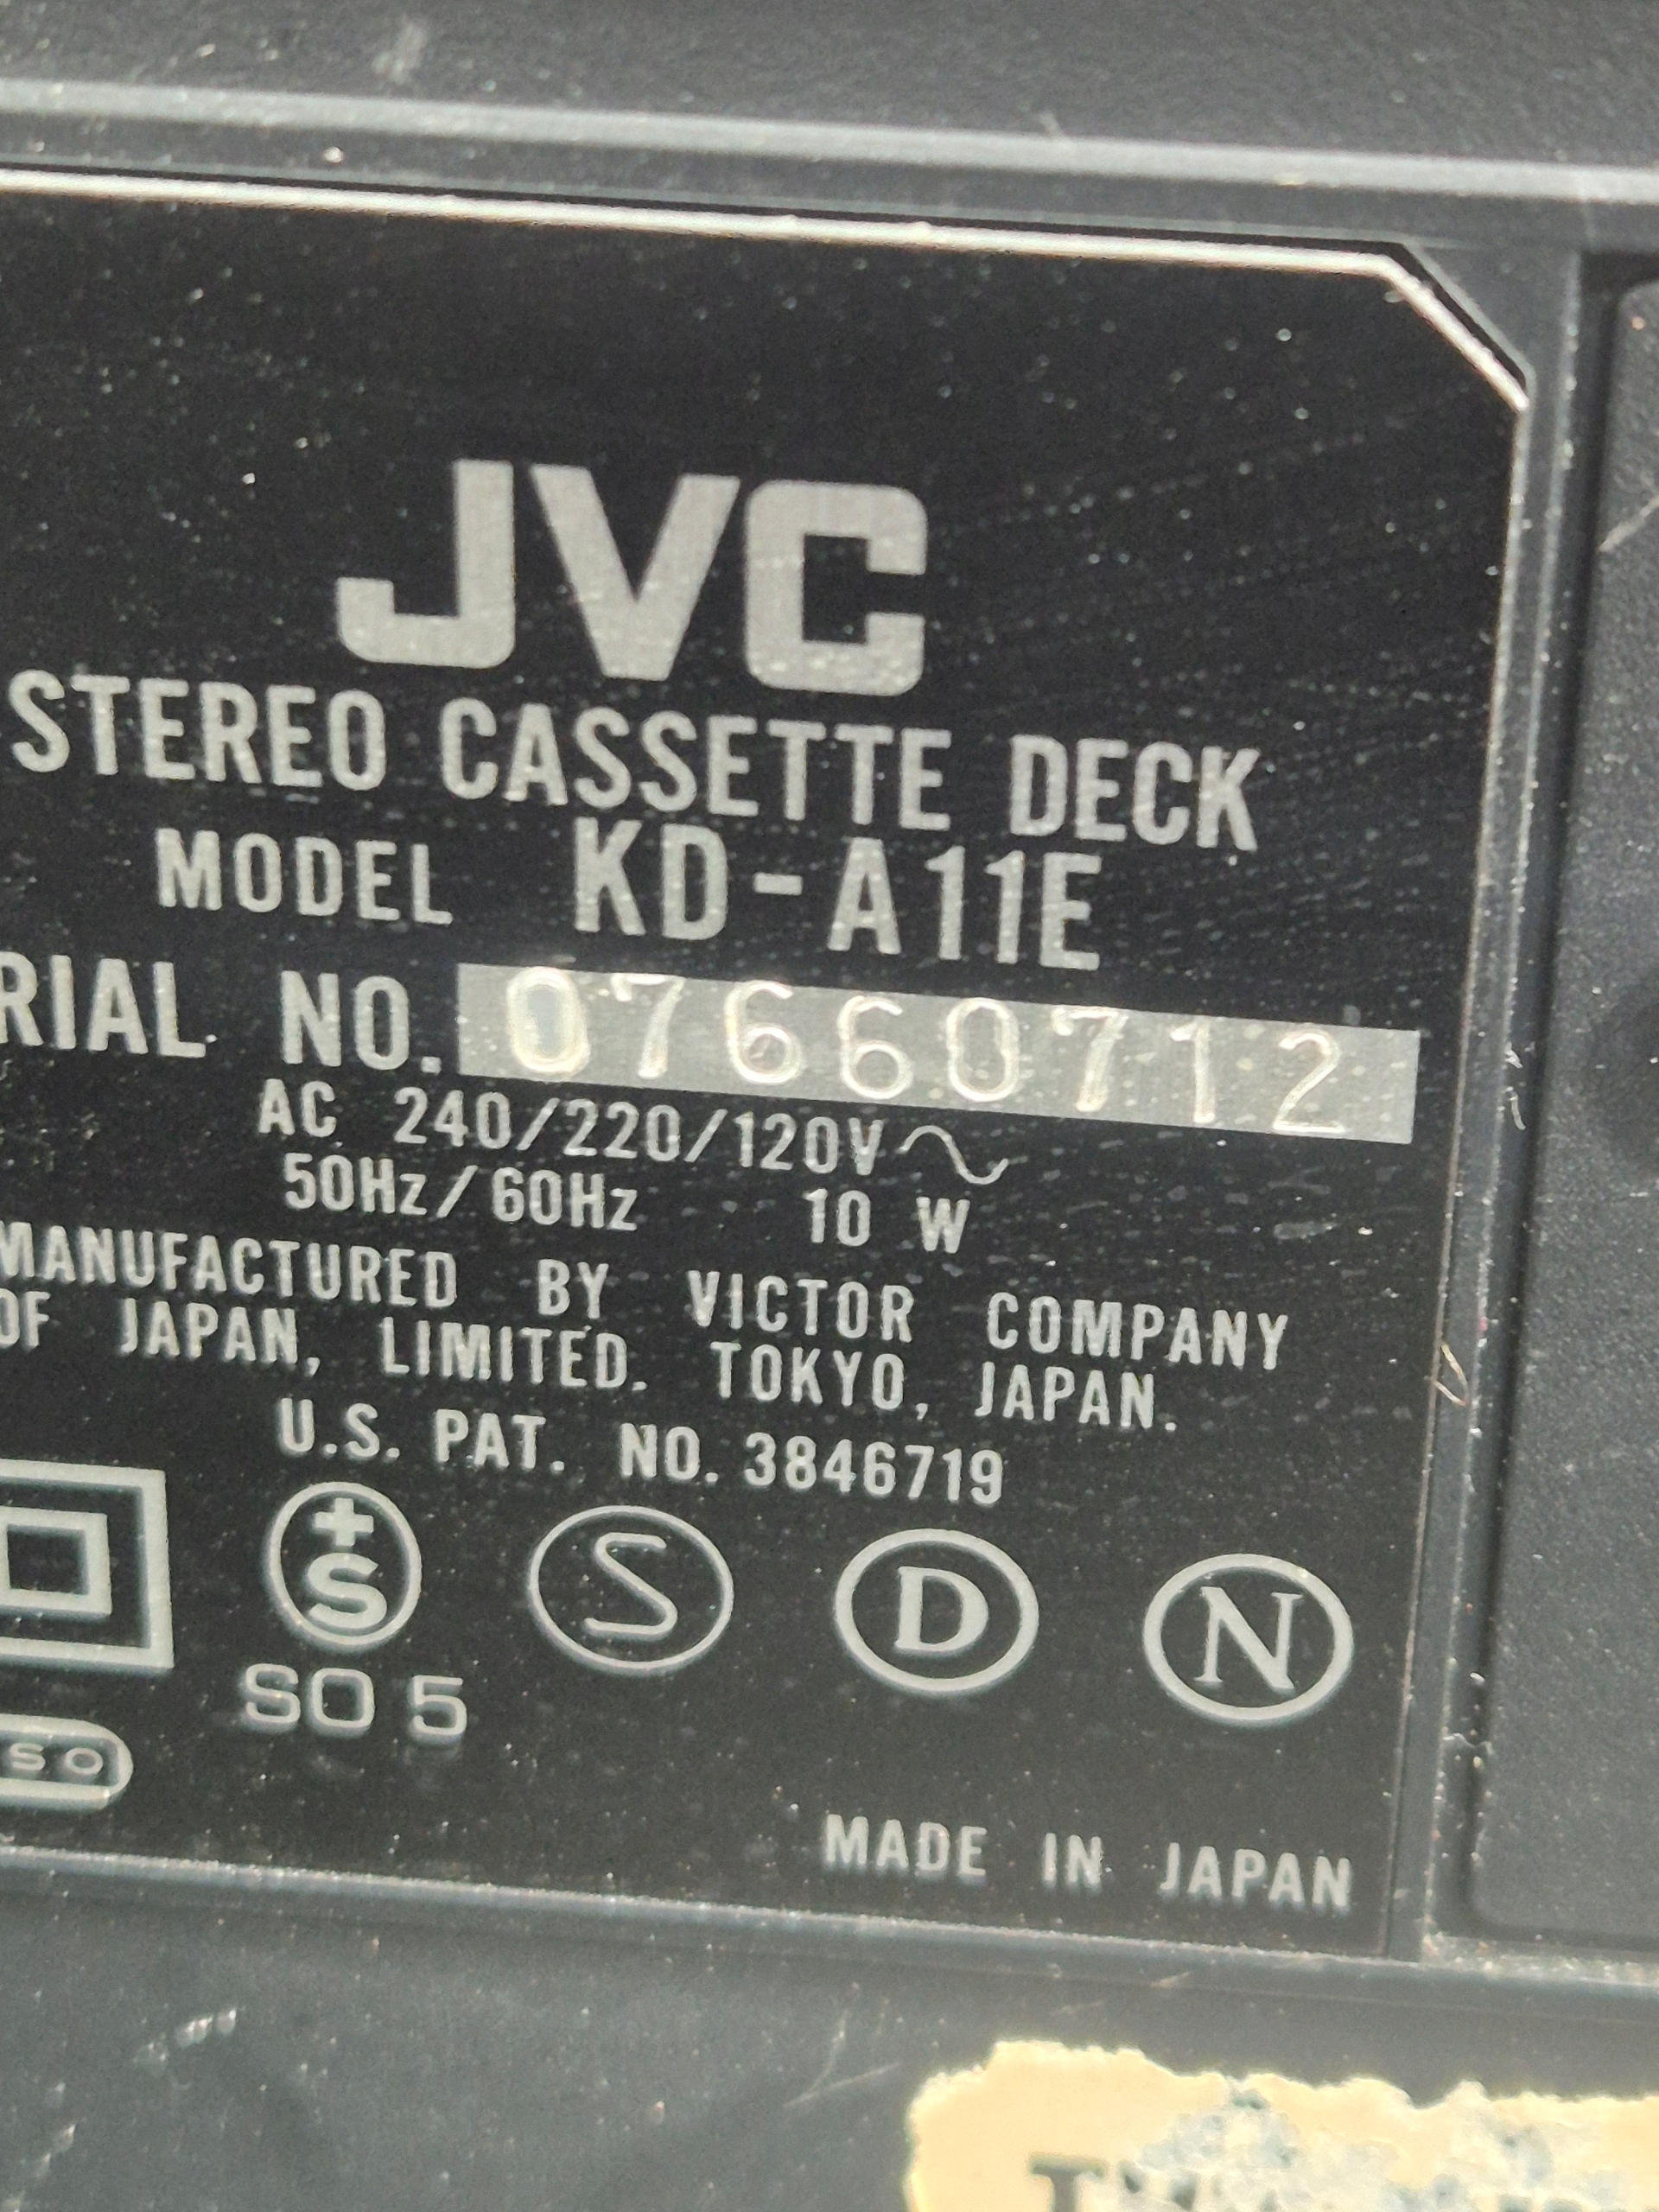 JVC
STEREO CASSETTE DECK
MODEL KD-A11E
RIAL NO. 07660712
AC 240/220/120V
50Hz/60Hz 10 W
MANUFACTURED BY VICTOR COMPANY
OF JAPAN, LIMITED. TOKYO, JAPAN.
U.S. PAT. NO. 3846719
+S S D N
SO 5
SO
MADE IN JAPAN